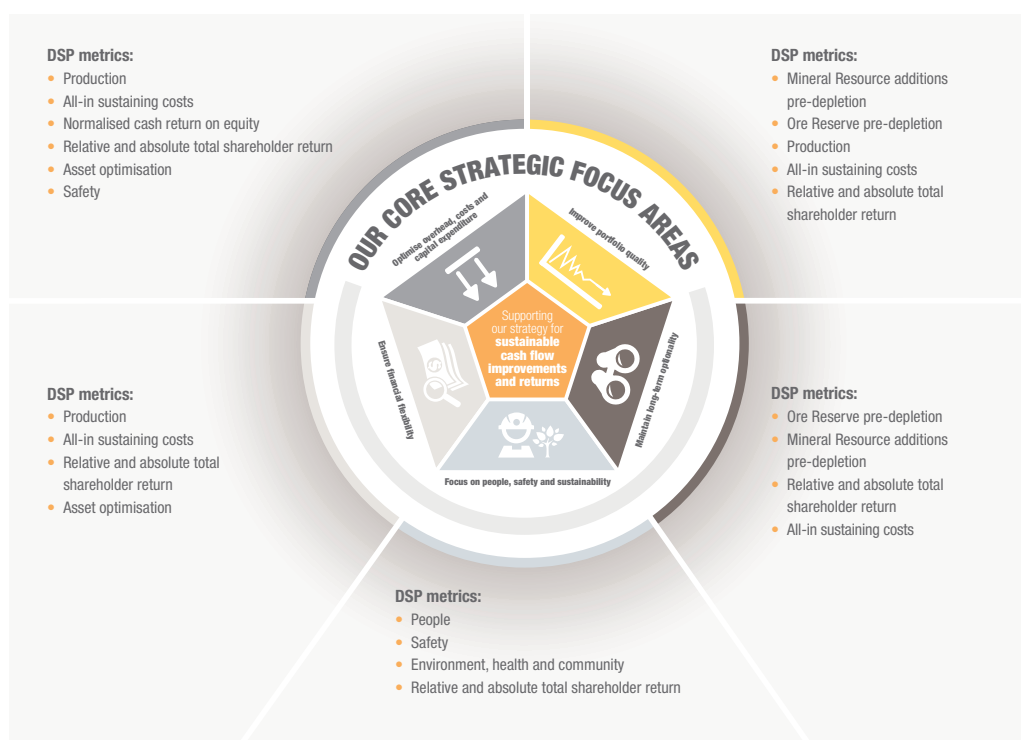 DSP metrics:
• Production
• All-in sustaining costs
• Normalised cash return on equity
• Relative and absolute total shareholder return
• Asset optimisation
• Safety
DSP metrics:
• Mineral Resource additions
pre-depletion
• Ore Reserve pre-depletion
• Production
• All-in sustaining costs
• Relative and absolute total
shareholder return
OUR CORE STRATEGIC FOCUS AREAS
Optimise overhead, costs and
capital expenditure
Improve portfolio quality
Ensure financial flexibility
Maintain long-term optionality
Supporting
our strategy for
sustainable
cash flow
improvements
and returns
Focus on people, safety and sustainability
DSP metrics:
• Production
• All-in sustaining costs
• Relative and absolute total
shareholder return
• Asset optimisation
DSP metrics:
• Ore Reserve pre-depletion
• Mineral Resource additions
pre-depletion
• Relative and absolute total
shareholder return
• All-in sustaining costs
DSP metrics:
• People
• Safety
• Environment, health and community
• Relative and absolute total shareholder return